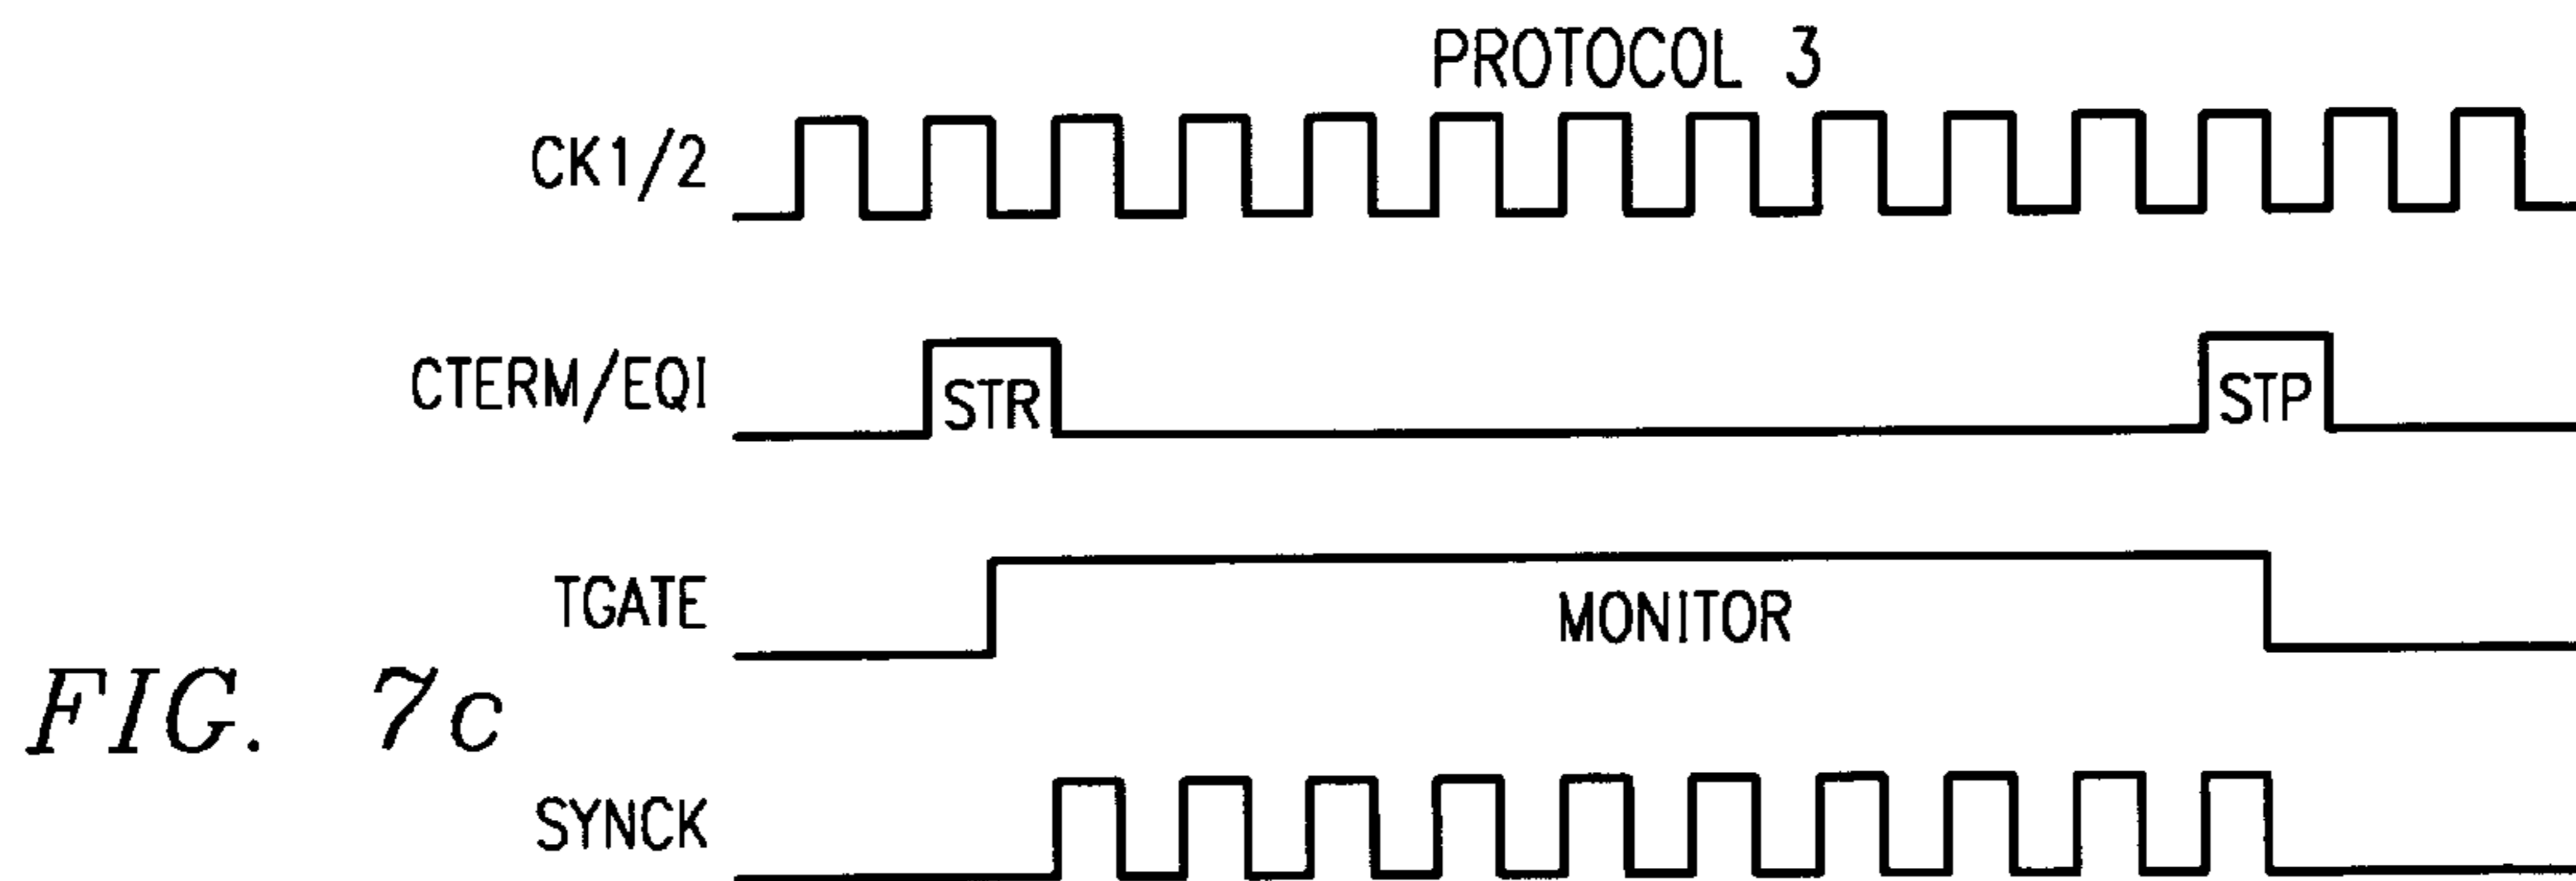 PROTOCOL 3
CK1/2
CTERM/EQI
STR
STP
TGATE
MONITOR
FIG. 7c
SYNCK